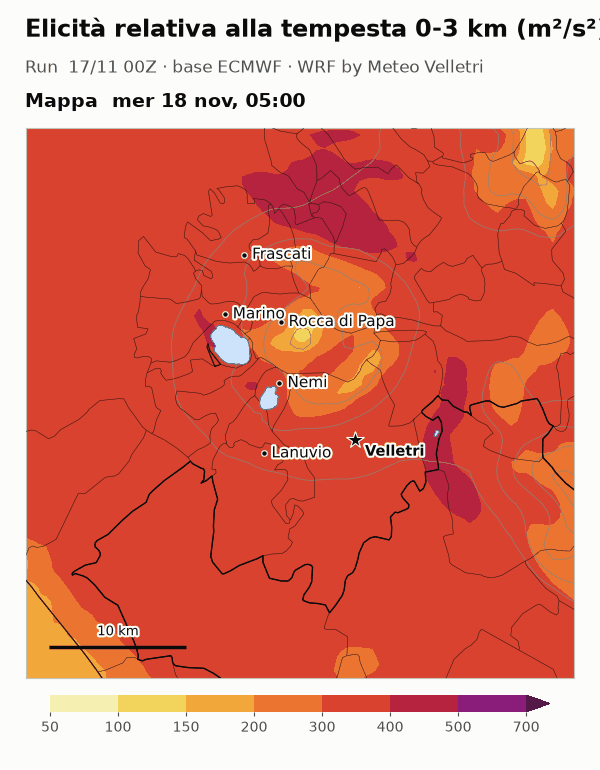 Elicità relativa alla tempesta 0-3 km (m²/s²)
Run  17/11 00Z · base ECMWF · WRF by Meteo Velletri
Mappa  mer 18 nov, 05:00
Frascati
Marino
Rocca di Papa
Nemi
Velletri
Lanuvio
10 km
50 100 150 200 300 400 500 700